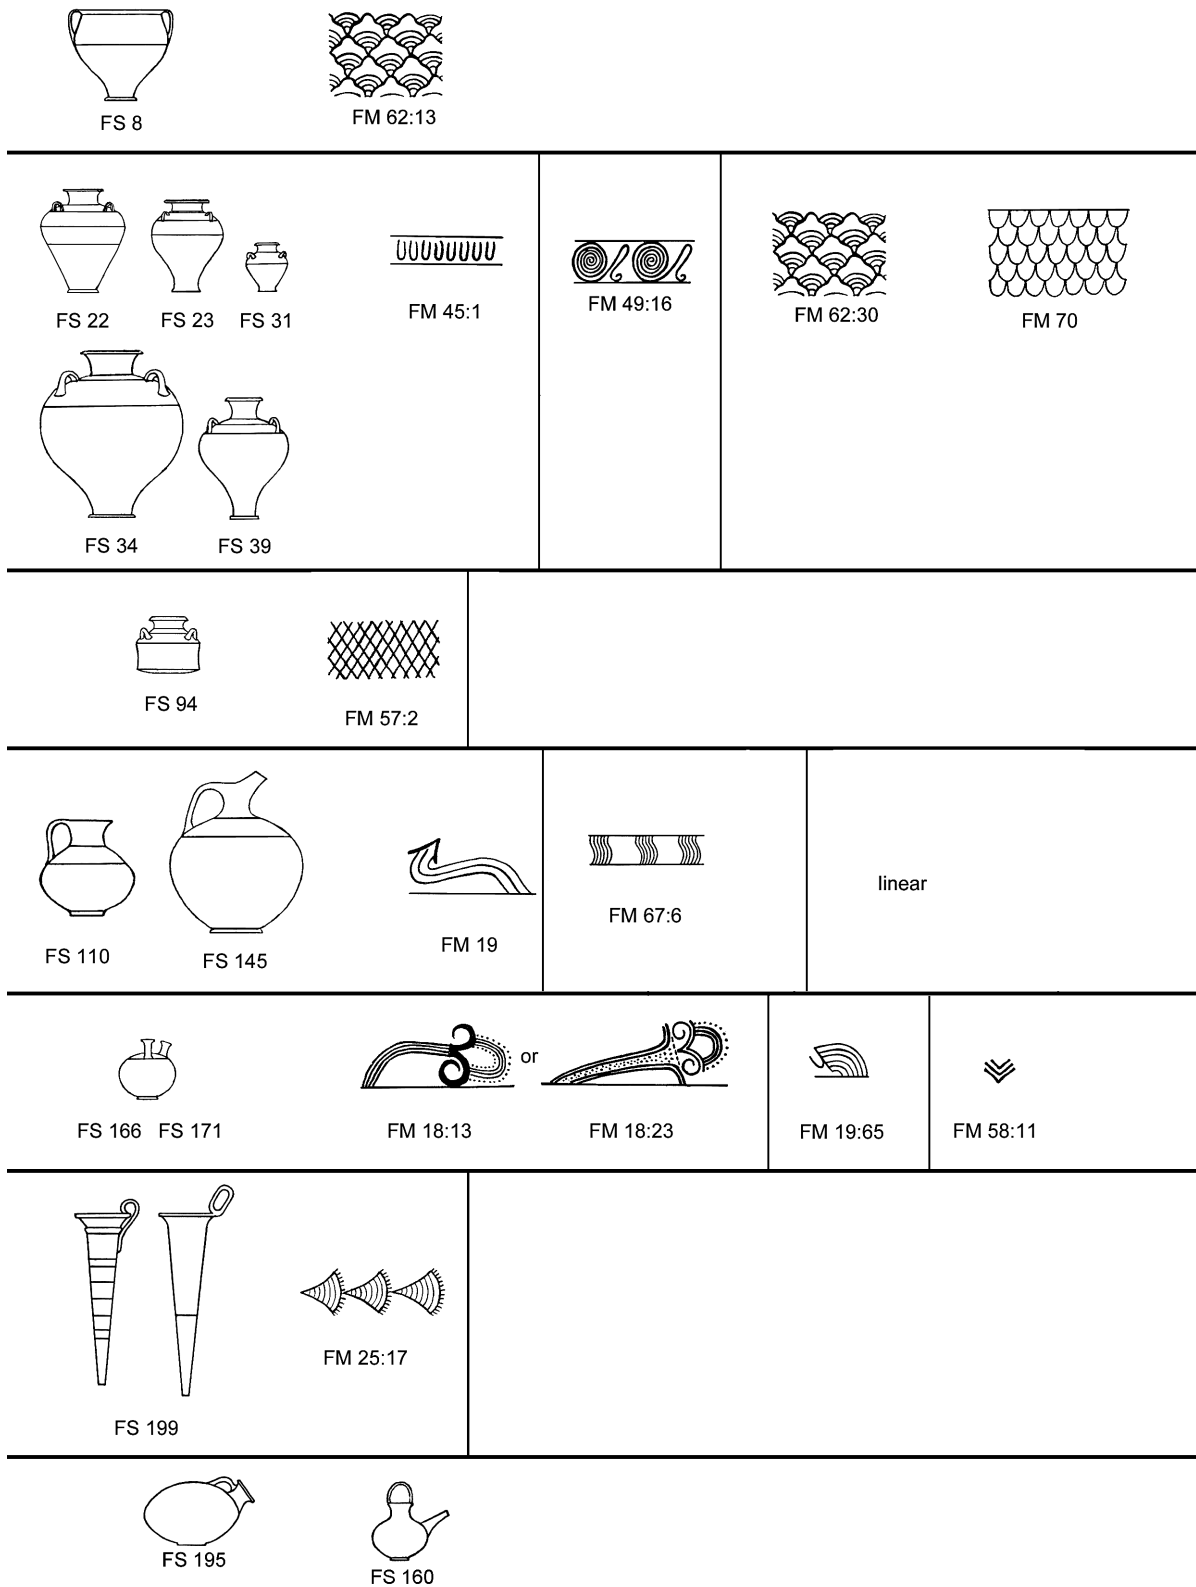 FS 8
FM 62:13
FS 22
FS 23
FS 31
FM 45:1
FM 49:16
FM 62:30
FM 70
FS 34
FS 39
FS 94
FM 57:2
FS 110
FS 145
FM 19
FM 67:6
linear
or
FS 166
FS 171
FM 18:13
FM 18:23
FM 19:65
FM 58:11
FM 25:17
FS 199
FS 195
FS 160